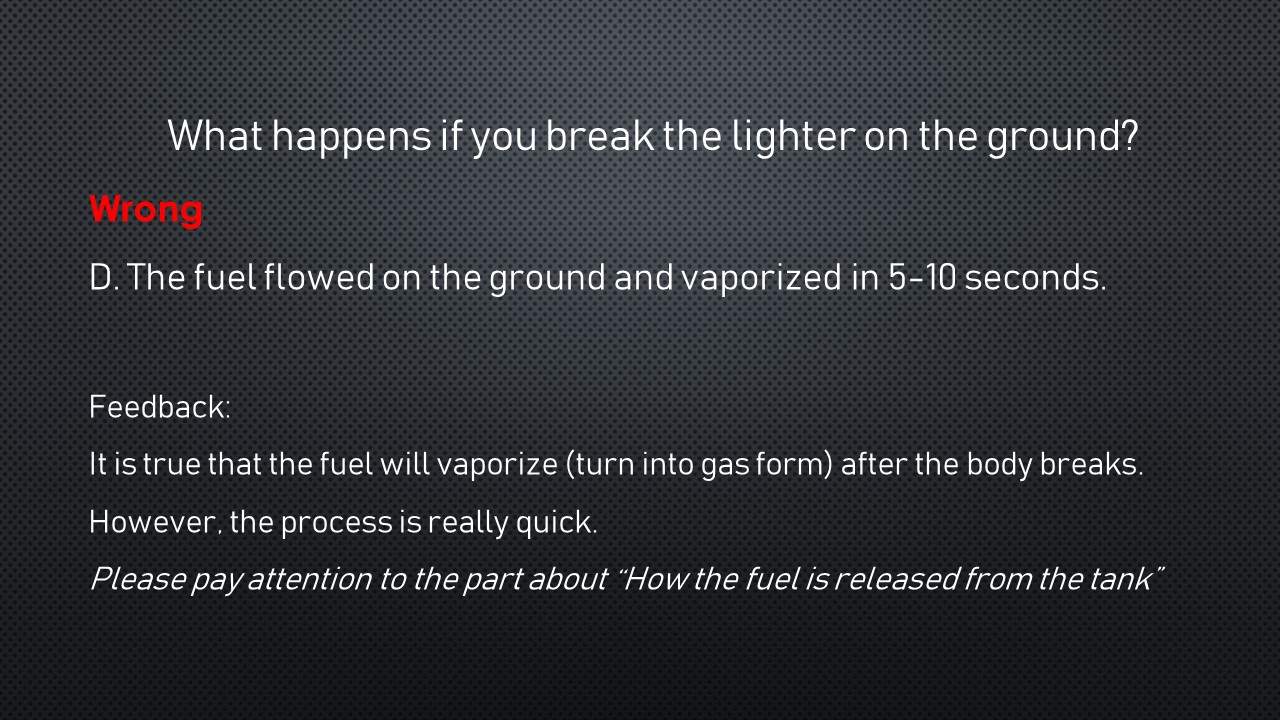 What happens if you break the lighter on the ground?
Wrong
D. The fuel flowed on the ground and vaporized in 5-10 seconds.
Feedback:
It is true that the fuel will vaporize (turn into gas form) after the body breaks.
However, the process is really quick.
Please pay attention to the part about “How the fuel is released from the tank”